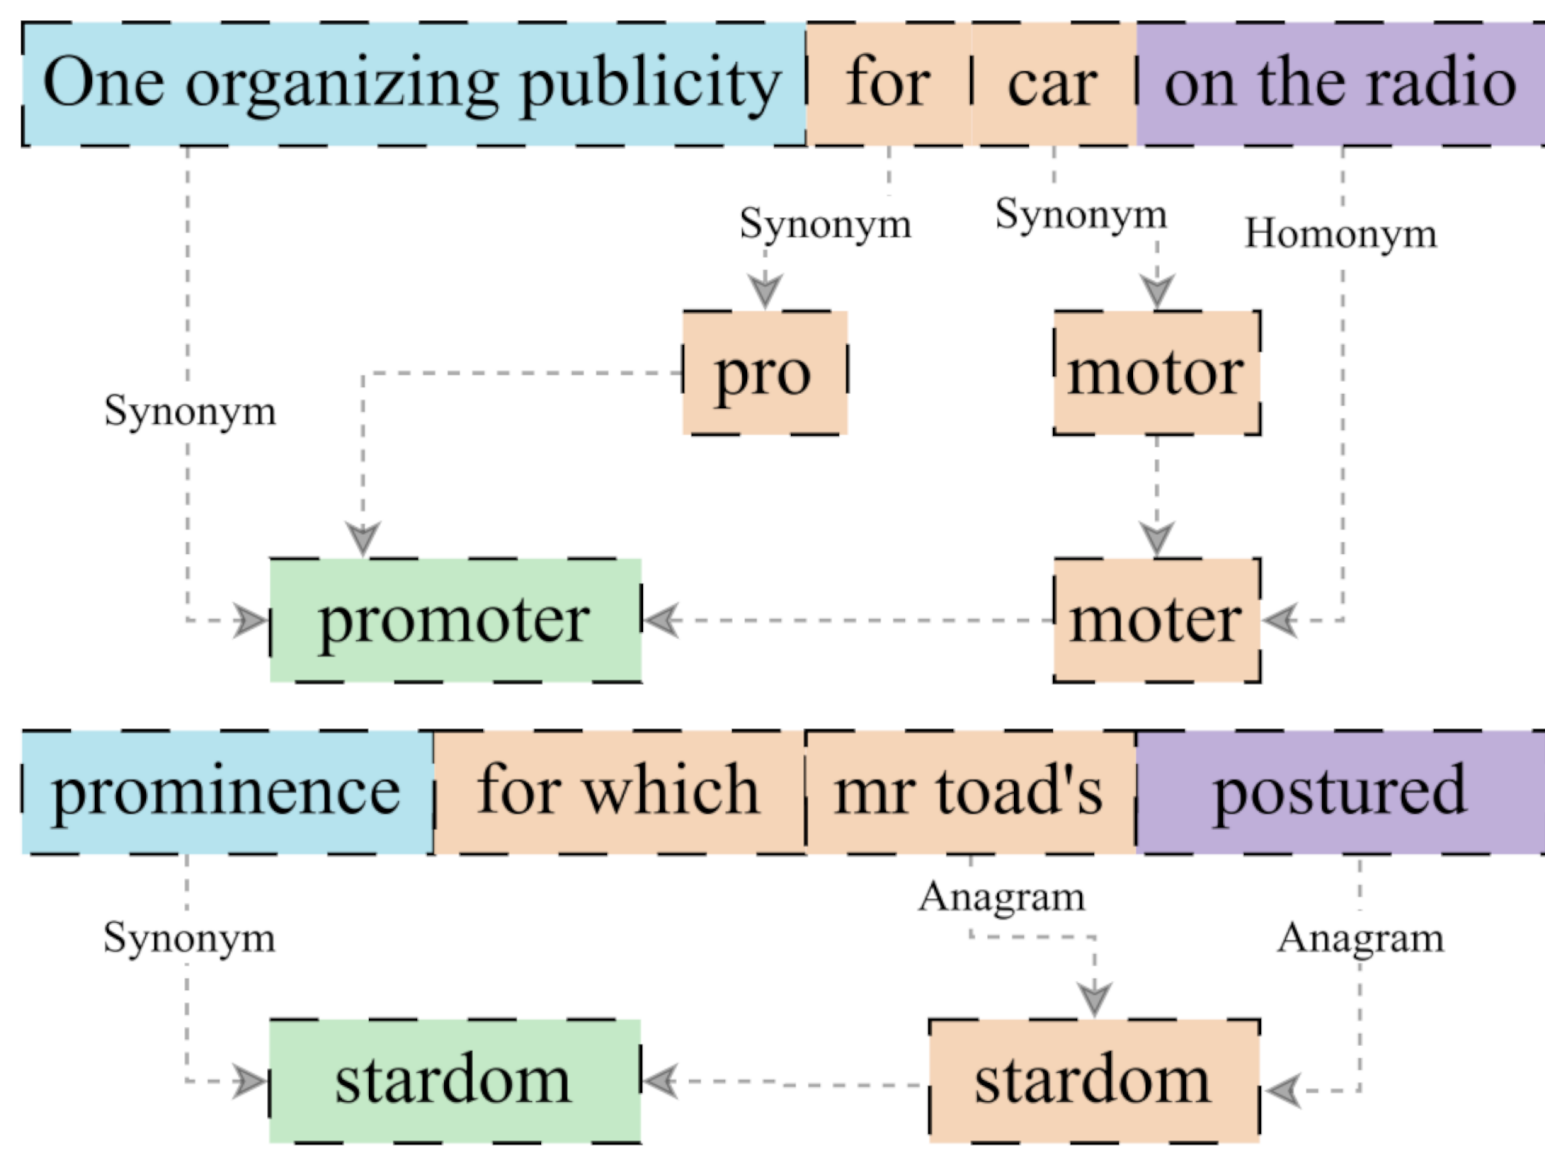 One organizing publicity for car on the radio
Synonym Synonym Homonym
pro motor
Synonym
promoter moter
prominence for which mr toad's postured
Anagram
Synonym Anagram
stardom stardom